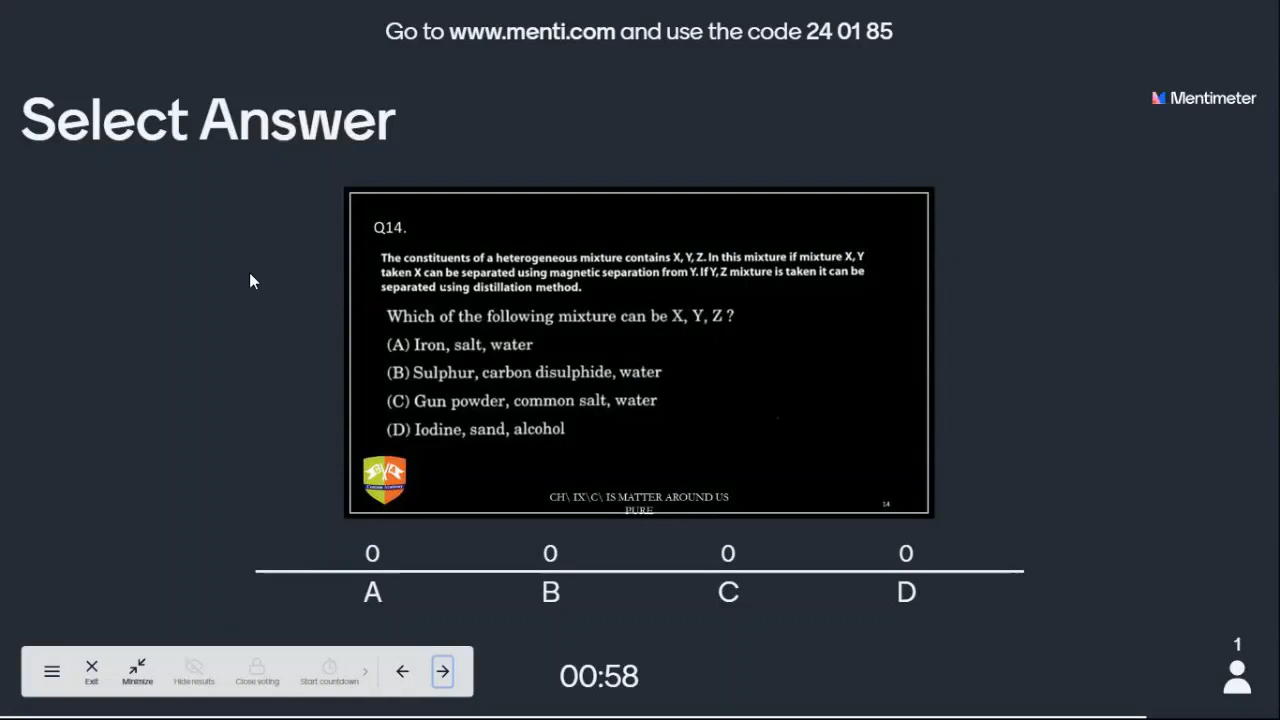 Go to www.menti.com and use the code 24 01 85
Mentimeter
Select Answer
Q14.
The constituents of a heterogeneous mixture contains X, Y, Z. In this mixture if mixture X, Y
taken X can be separated using magnetic separation from Y. If Y, Z mixture is taken it can be
separated using distillation method.
Which of the following mixture can be X, Y, Z ?
(A) Iron, salt, water
(B) Sulphur, carbon disulphide, water
(C) Gun powder, common salt, water
(D) Iodine, sand, alcohol
CH\ IX\C\ IS MATTER AROUND US
PURE
14
0 0 0 0
A B C D
1
Exit Minimize Hide results Close voting Start countdown
00:58